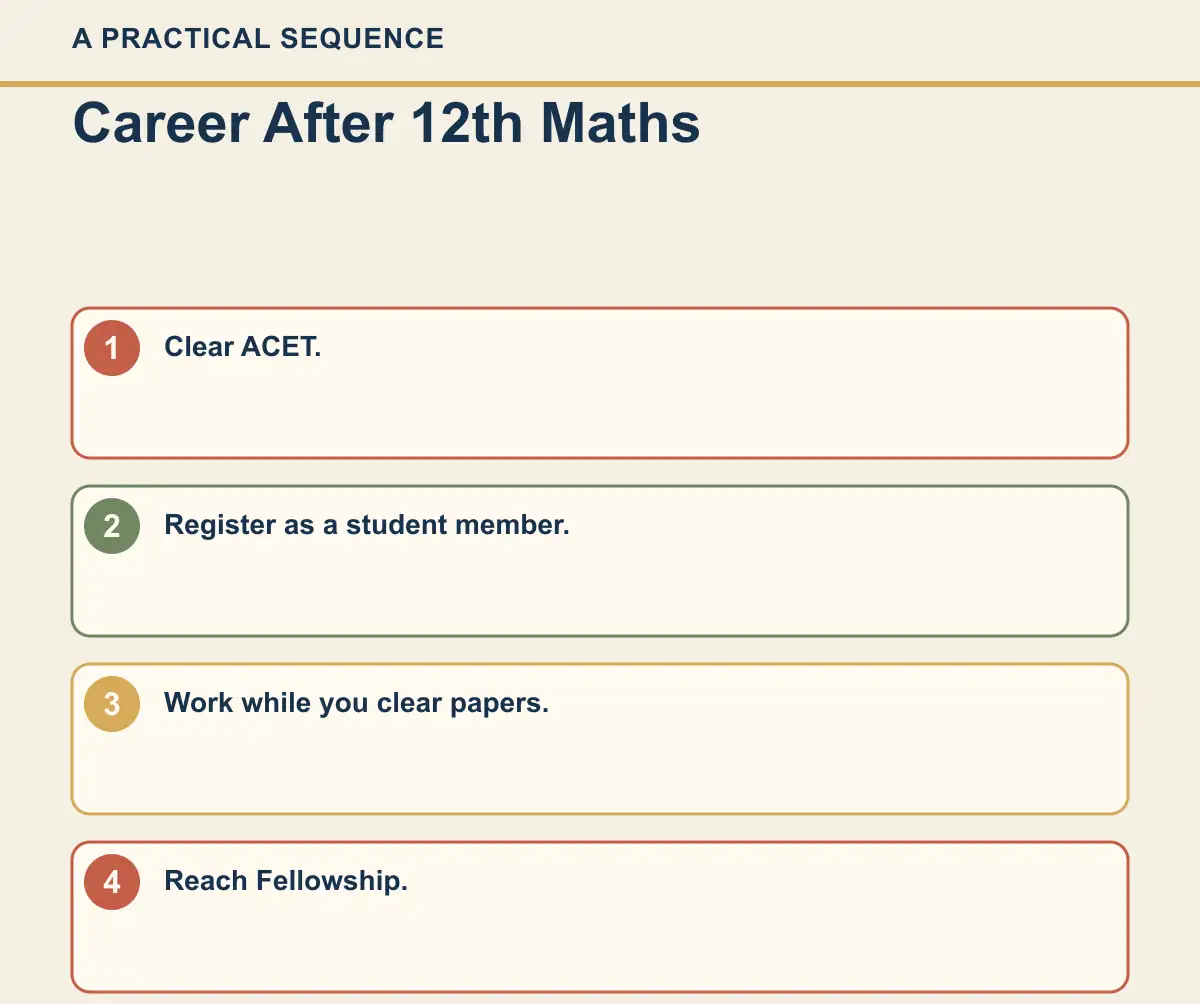 A PRACTICAL SEQUENCE
Career After 12th Maths
1
Clear ACET.
2
Register as a student member.
3
Work while you clear papers.
4
Reach Fellowship.